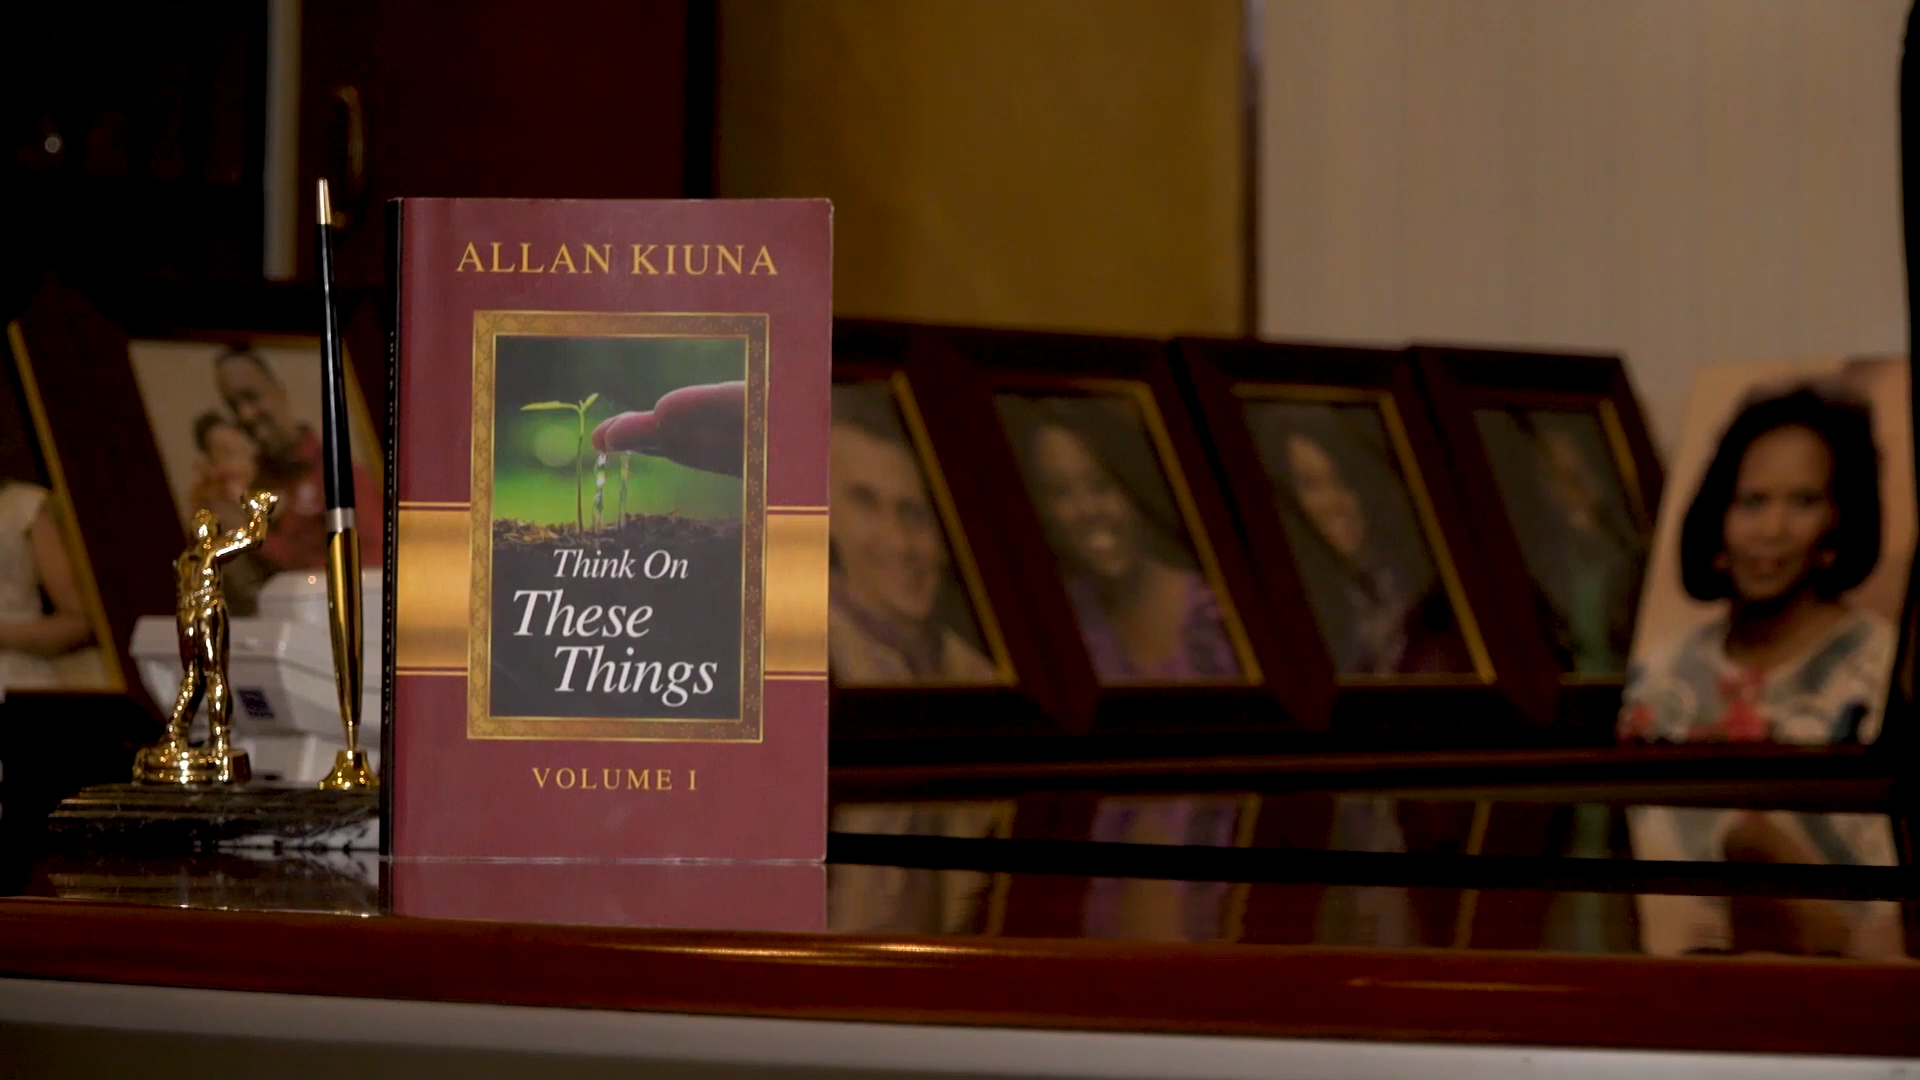 ALLAN KIUNA
Think On
These
Things
VOLUME I